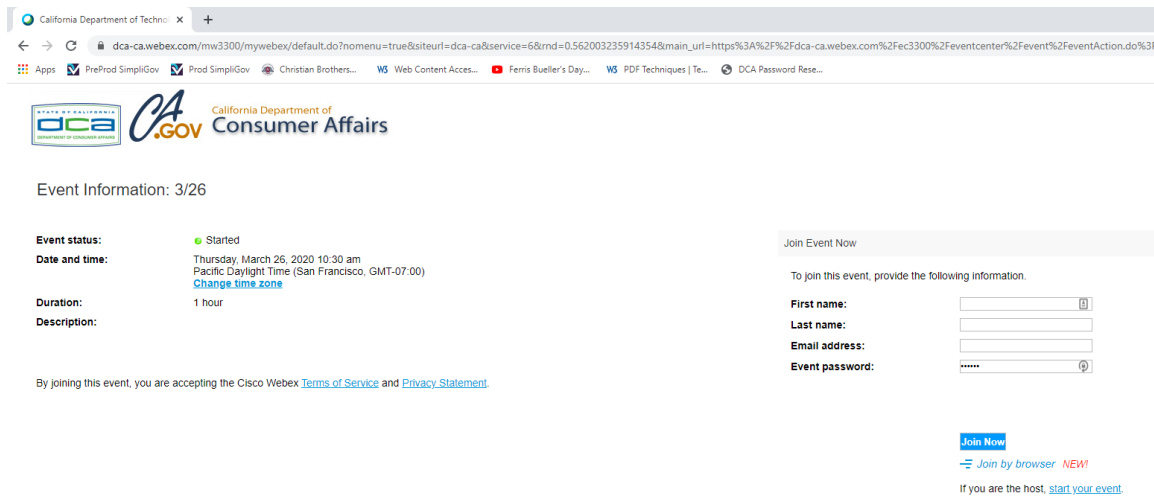 California Department of Technol
dca-ca.webex.com/mw3300/mywebex/default.do?nomenu=true&siteurl=dca-ca&service=6&rnd=0.562003235914354&main_url=https%3A%2F%2Fdca-ca.webex.com%2Fec3300%2Feventcenter%2Fevent%2FeventAction.do%3F
Apps PreProd SimpliGov Prod SimpliGov Christian Brothers... Web Content Acces... Ferris Bueller's Day... PDF Techniques | Te... DCA Password Rese...
STATE OF CALIFORNIA
dca
DEPARTMENT OF CONSUMER AFFAIRS
CA.GOV
California Department of
Consumer Affairs
Event Information: 3/26
Event status: Started
Date and time: Thursday, March 26, 2020 10:30 am
Pacific Daylight Time (San Francisco, GMT-07:00)
Change time zone
Duration: 1 hour
Description:
By joining this event, you are accepting the Cisco Webex Terms of Service and Privacy Statement.
Join Event Now
To join this event, provide the following information.
First name:
Last name:
Email address:
Event password: ······
Join Now
Join by browser NEW!
If you are the host, start your event.